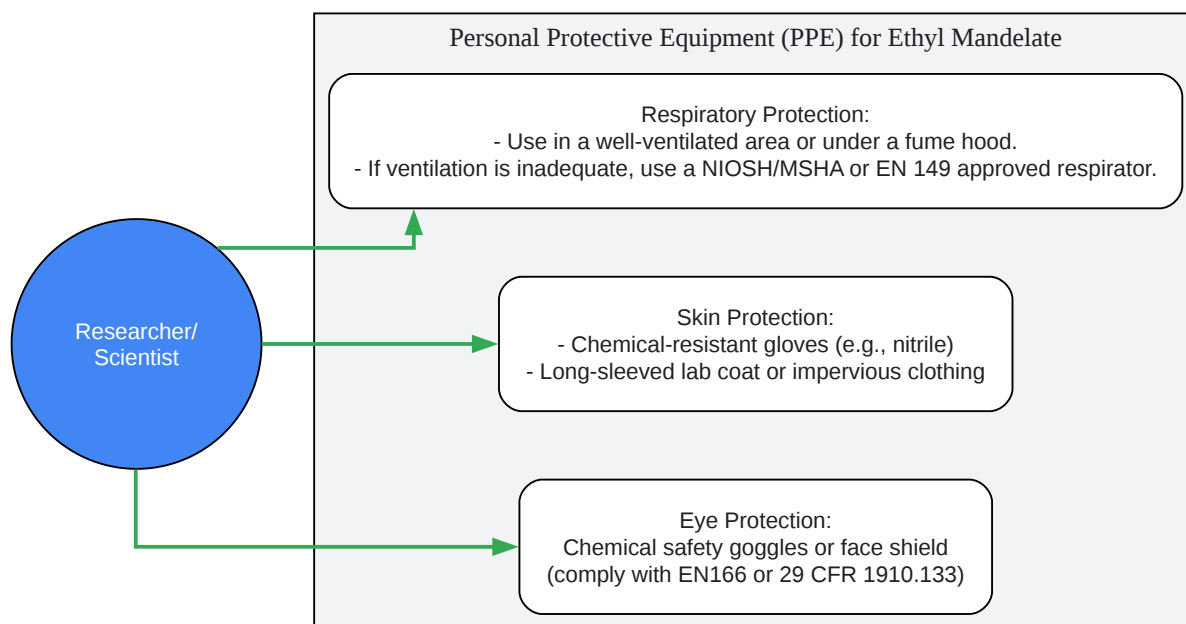 Personal Protective Equipment (PPE) for Ethyl Mandelate
Respiratory Protection:
- Use in a well-ventilated area or under a fume hood.
- If ventilation is inadequate, use a NIOSH/MSHA or EN 149 approved respirator.
Researcher/
Scientist
Skin Protection:
- Chemical-resistant gloves (e.g., nitrile)
- Long-sleeved lab coat or impervious clothing
Eye Protection:
Chemical safety goggles or face shield
(comply with EN166 or 29 CFR 1910.133)